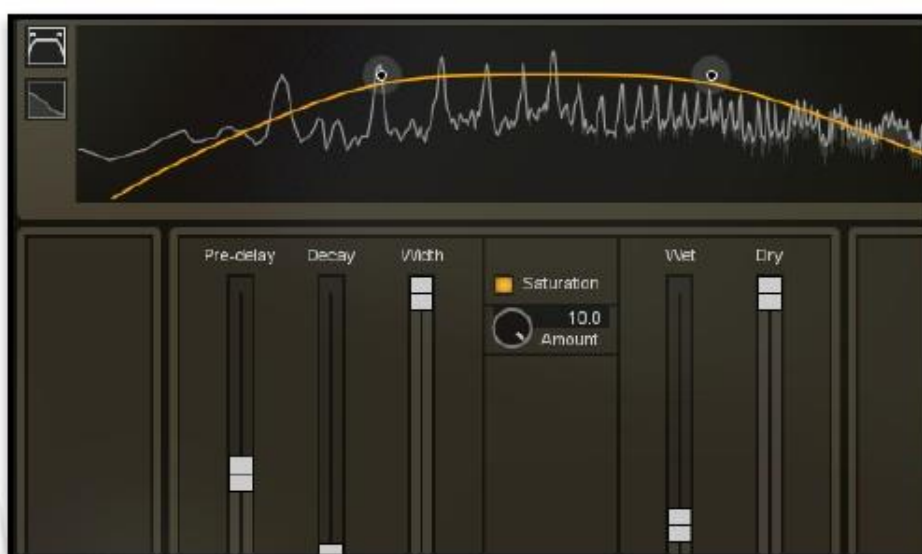 Pre-delay
Decay
Width
Saturation
10.0
Amount
Wet
Dry